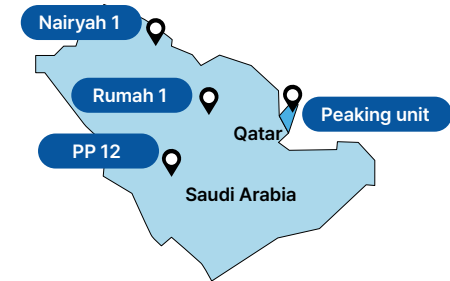 Nairyah 1
Rumah 1
Peaking unit
Qatar
PP 12
Saudi Arabia